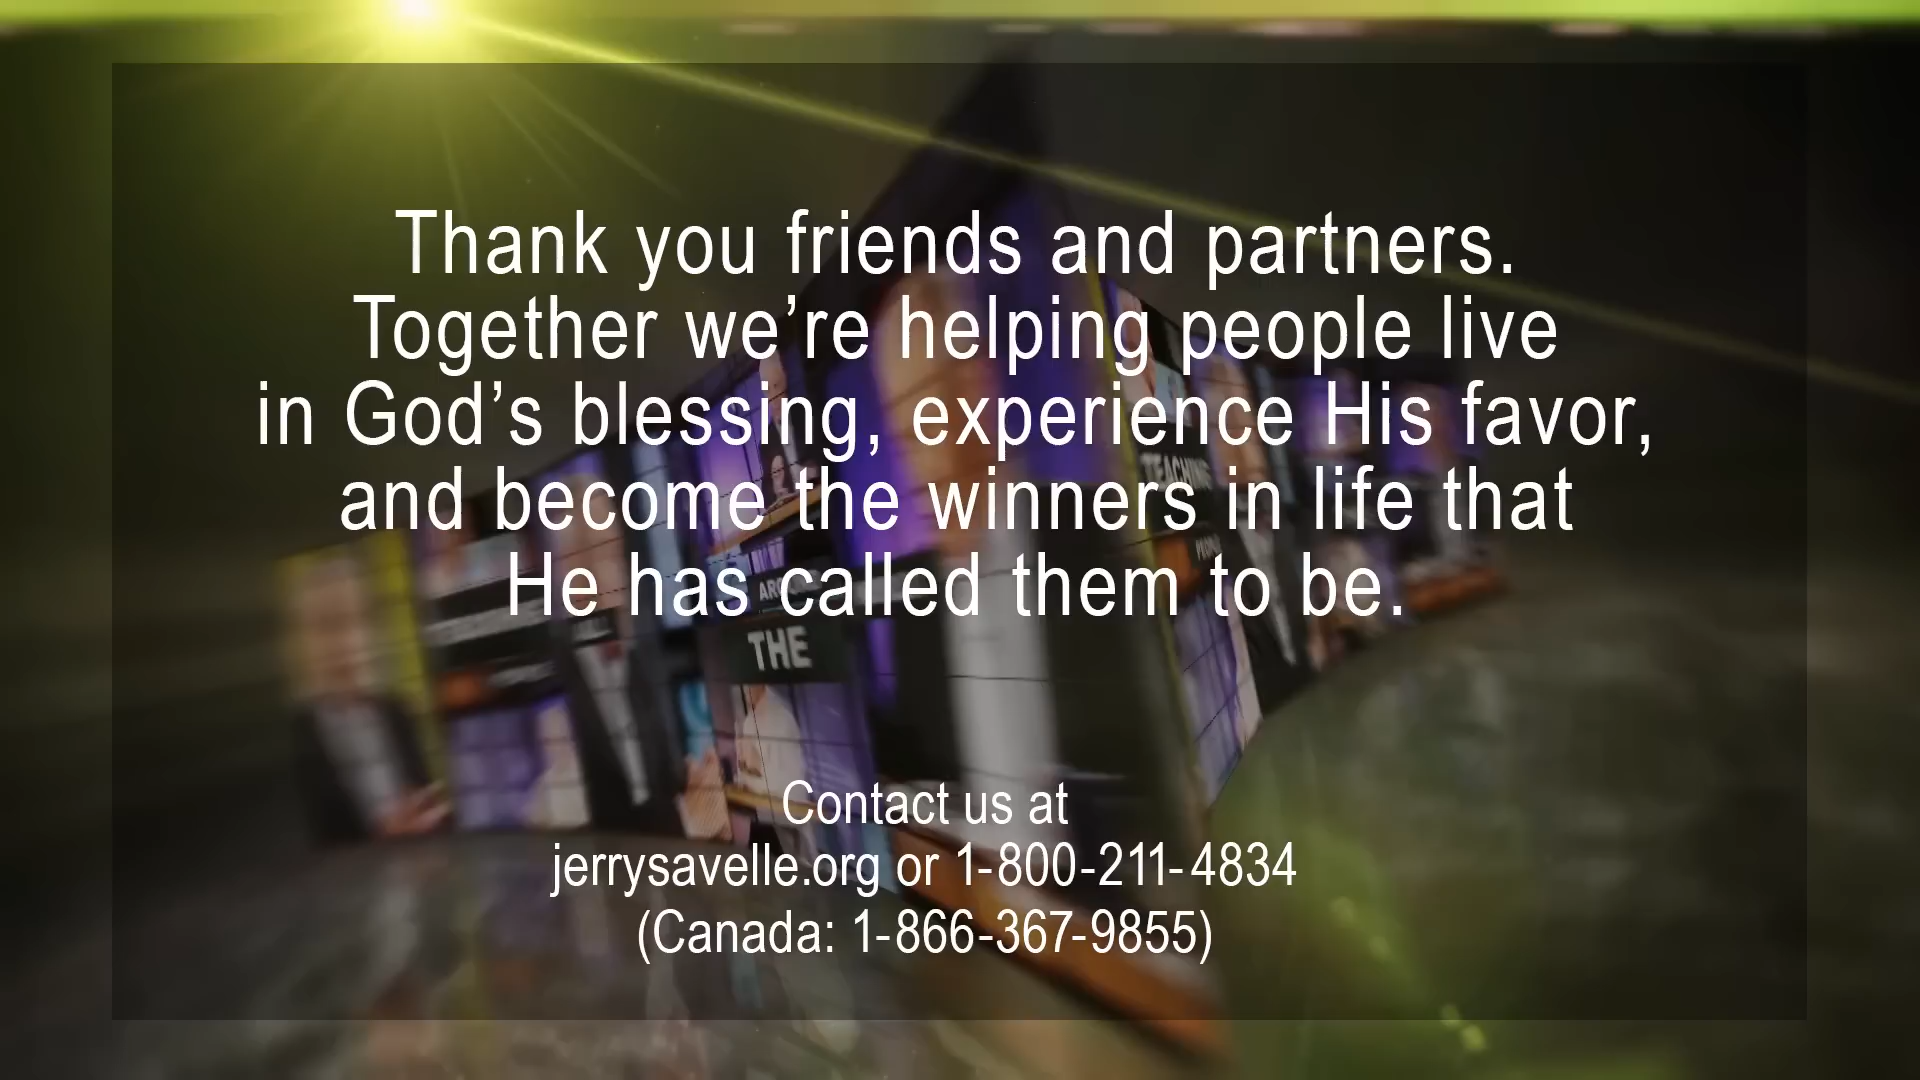 Thank you friends and partners.
Together we’re helping people live
in God’s blessing, experience His favor,
and become the winners in life that
He has called them to be.
TEACHING
THE
Contact us at
jerrysavelle.org or 1-800-211-4834
(Canada: 1-866-367-9855)